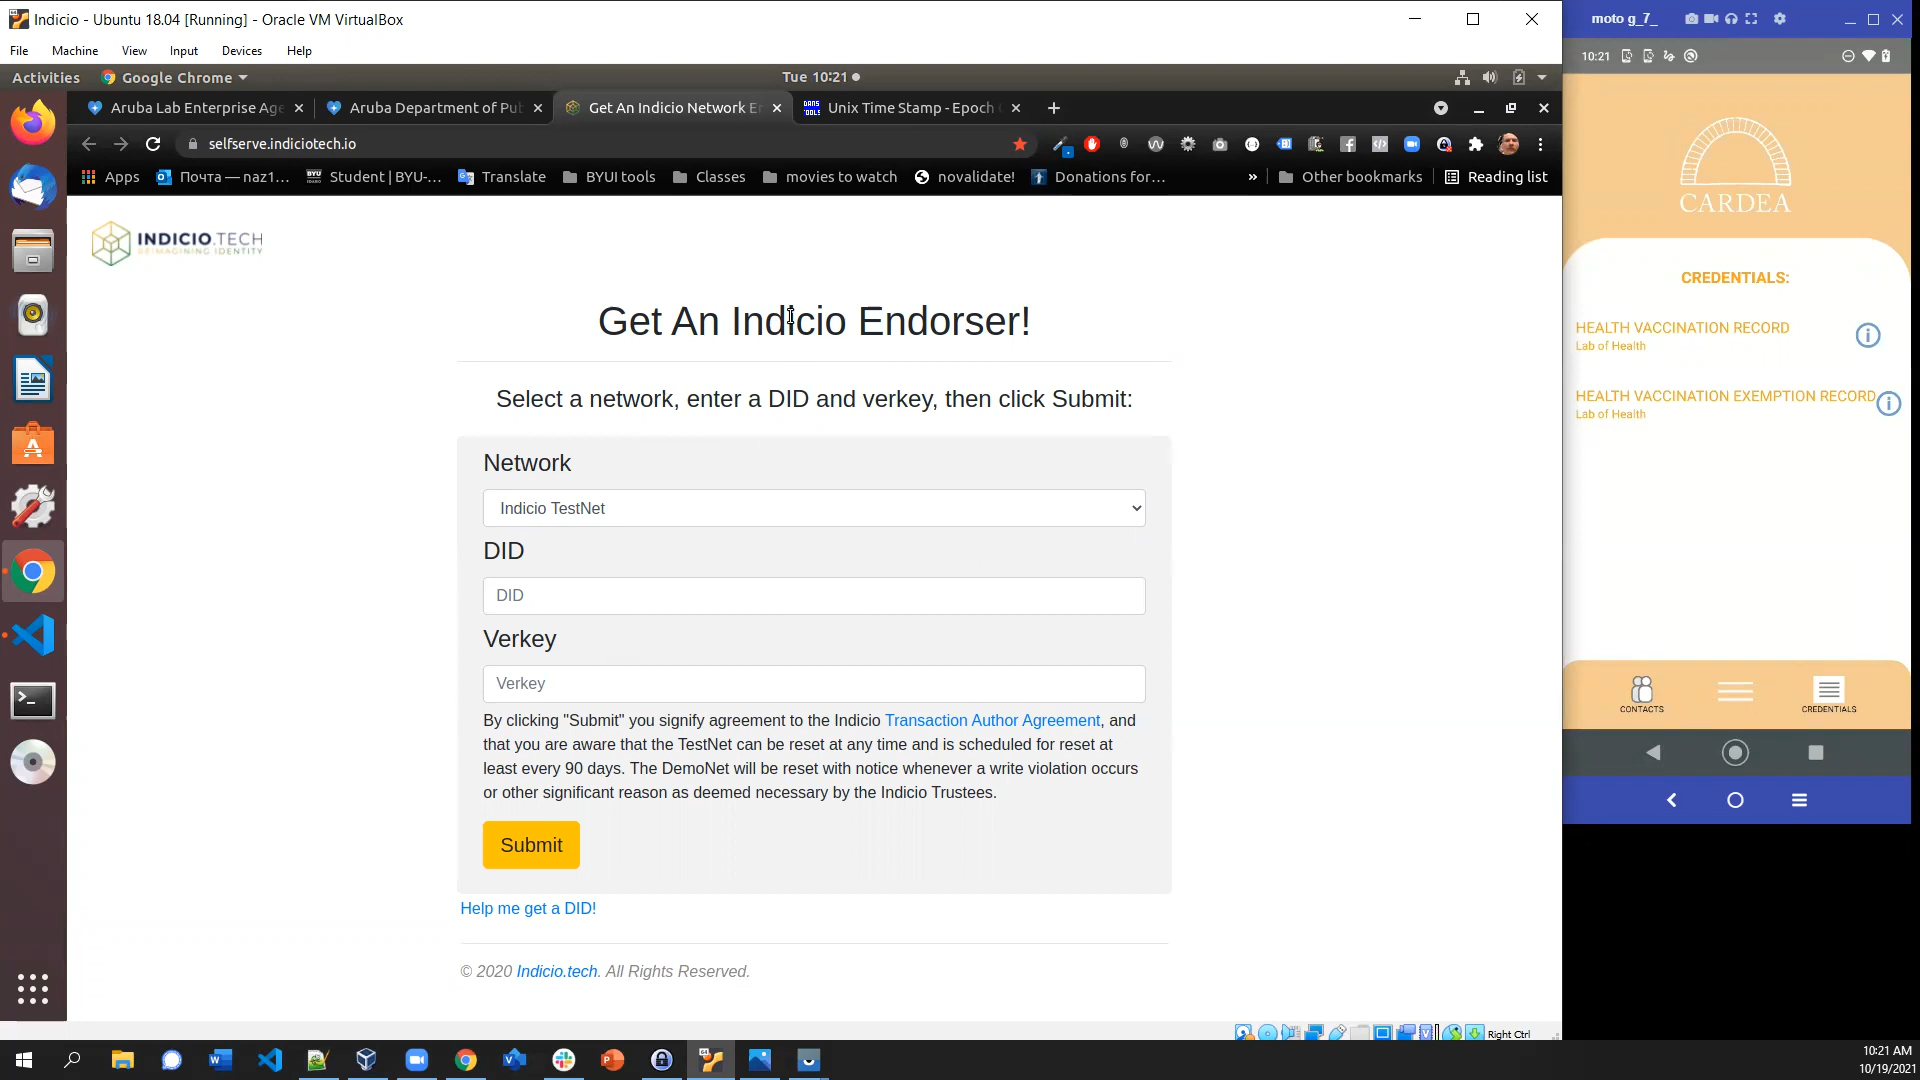 Indicio - Ubuntu 18.04 [Running] - Oracle VM VirtualBox
File Machine View Input Devices Help
Activities Google Chrome Tue 10:21
Aruba Lab Enterprise Age
Aruba Department of Pu
Get An Indicio Network E
Unix Time Stamp - Epoch
selfserve.indiciotech.io
Apps Почта — naz1... Student | BYU-... Translate BYUI tools Classes movies to watch novalidate! Donations for... » Other bookmarks Reading list
INDICIO.TECH
REIMAGINING IDENTITY
Get An Indicio Endorser!
Select a network, enter a DID and verkey, then click Submit:
Network
Indicio TestNet
DID
DID
Verkey
Verkey
By clicking "Submit" you signify agreement to the Indicio Transaction Author Agreement, and
that you are aware that the TestNet can be reset at any time and is scheduled for reset at
least every 90 days. The DemoNet will be reset with notice whenever a write violation occurs
or other significant reason as deemed necessary by the Indicio Trustees.
Submit
Help me get a DID!
© 2020 Indicio.tech. All Rights Reserved.
Right Ctrl
moto g_7_
10:21
CARDEA
CREDENTIALS:
HEALTH VACCINATION RECORD
Lab of Health
HEALTH VACCINATION EXEMPTION RECORD
Lab of Health
CONTACTS
CREDENTIALS
10:21 AM
10/19/2021